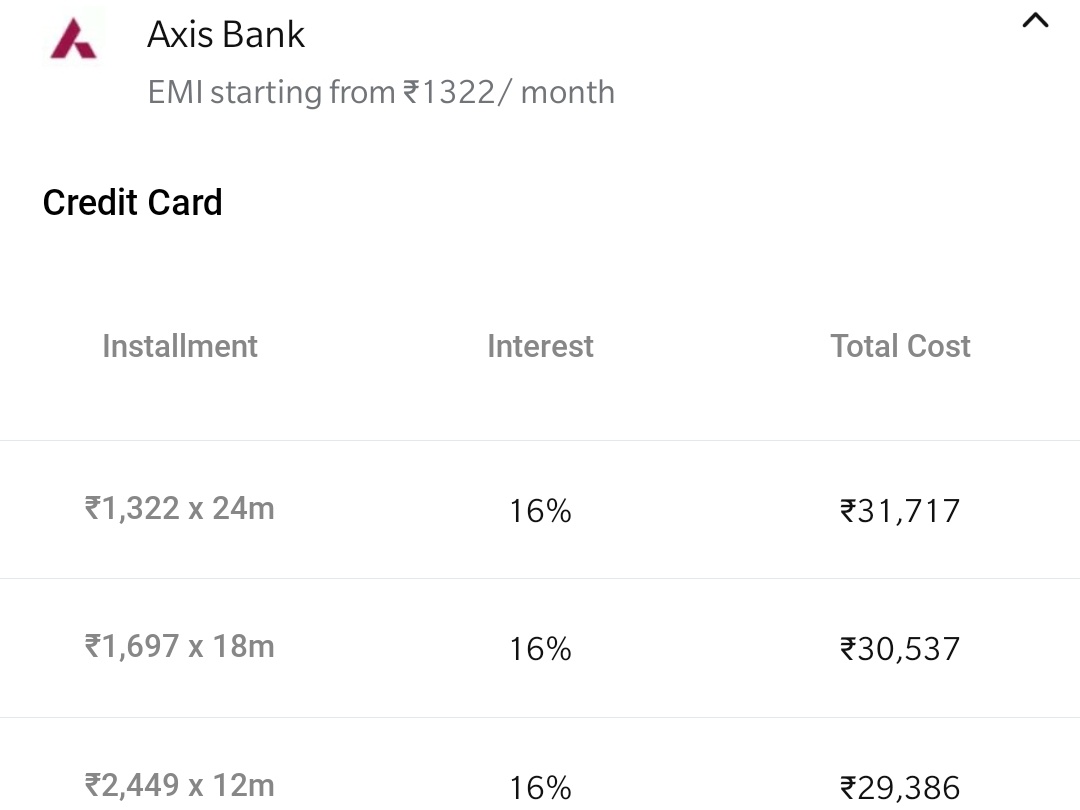 Axis Bank
EMI starting from ₹1322/ month
Credit Card
Installment Interest Total Cost
₹1,322 x 24m 16% ₹31,717
₹1,697 x 18m 16% ₹30,537
₹2,449 x 12m 16% ₹29,386